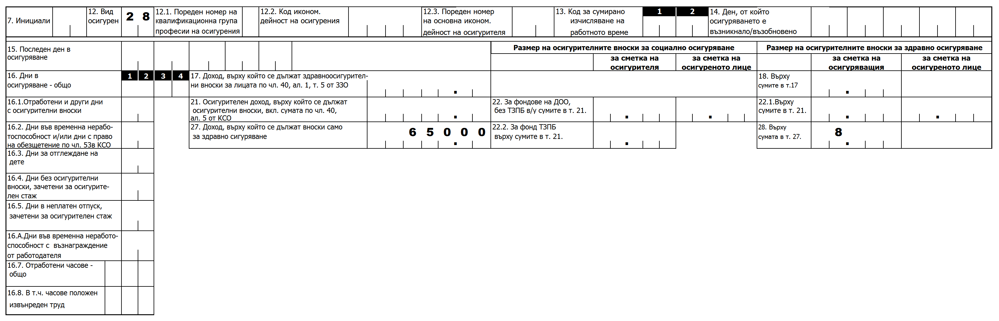 7. Инициали
12. Вид
осигурен
2 8
12.1. Пореден номер на
квалификационна група
професии на осигурения
12.2. Код иконом.
дейност на осигурения
12.3. Пореден номер
на основна иконом.
дейност на осигурителя
13. Код за сумирано
изчисляване на
работното време
1 2
14. Ден, от който
осигуряването е
възникнало/възобновено
15. Последен ден в
осигуряване
Размер на осигурителните вноски за социално осигуряване
Размер на осигурителните вноски за здравно осигуряване
за сметка на
осигурителя
за сметка на
осигуреното лице
за сметка на
осигуряващия
за сметка на
осигуреното лице
16. Дни в
осигуряване - общо
1 2 3 4
17. Доход, върху който се дължат здравноосигурител-
ни вноски за лицата по чл. 40, ал. 1, т. 5 от ЗЗО
.
18. Върху
сумите в т.17
.
16.1.Отработени и други дни
с осигурителни вноски
21. Осигурителен доход, върху който се дължат
осигурителни вноски, вкл. сумата по чл. 40,
ал. 5 от КСО
.
22. За фондове на ДОО,
без ТЗПБ в/у сумите в т. 21.
. .
22.1.Върху
сумите в т. 21.
. .
16.2. Дни във временна нерабо-
тоспособност и/или дни с право
на обезщетение по чл. 53в КСО
27. Доход, върху който се дължат вноски само
за здравно сигуряване
6 5 0 . 0 0
22.2. За фонд ТЗПБ
върху сумите в т. 21.
.
28. Върху
сумата в т. 27.
8 .
16.3. Дни за отглеждане на
дете
16.4. Дни без осигурителни
вноски, зачетени за осигурите-
лен стаж
16.5. Дни в неплатен отпуск,
зачетени за осигурителен стаж
16.А.Дни във временна неработо-
способност с възнаграждение
от работодателя
16.7. Отработени часове -
общо
16.8. В т.ч. часове положен
извънреден труд